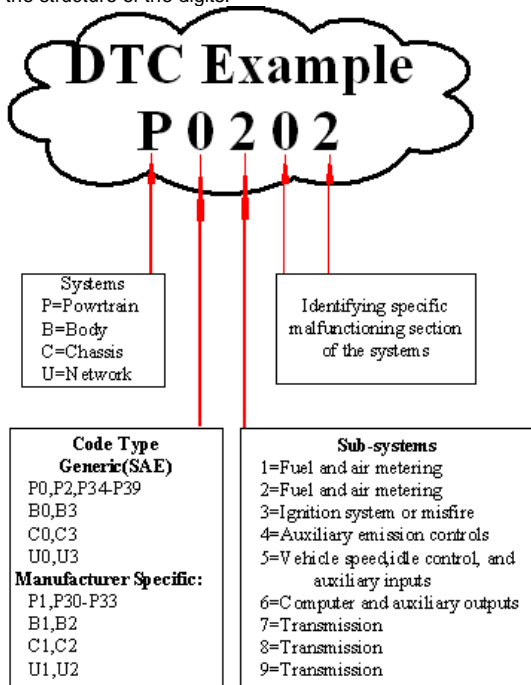 the structure of the digits.
DTC Example
P 0 2 0 2
Systems
P=Powrtrain
B=Body
C=Chassis
U=Network
Identifying specific
malfunctioning section
of the systems
Code Type
Generic(SAE)
P0,P2,P34-P39
B0,B3
C0,C3
U0,U3
Manufacturer Specific:
P1,P30-P33
B1,B2
C1,C2
U1,U2
Sub-systems
1=Fuel and air metering
2=Fuel and air metering
3=Ignition system or misfire
4=Auxiliary emission controls
5=Vehicle speed,idle control, and
auxiliary inputs
6=Computer and auxiliary outputs
7=Transmission
8=Transmission
9=Transmission